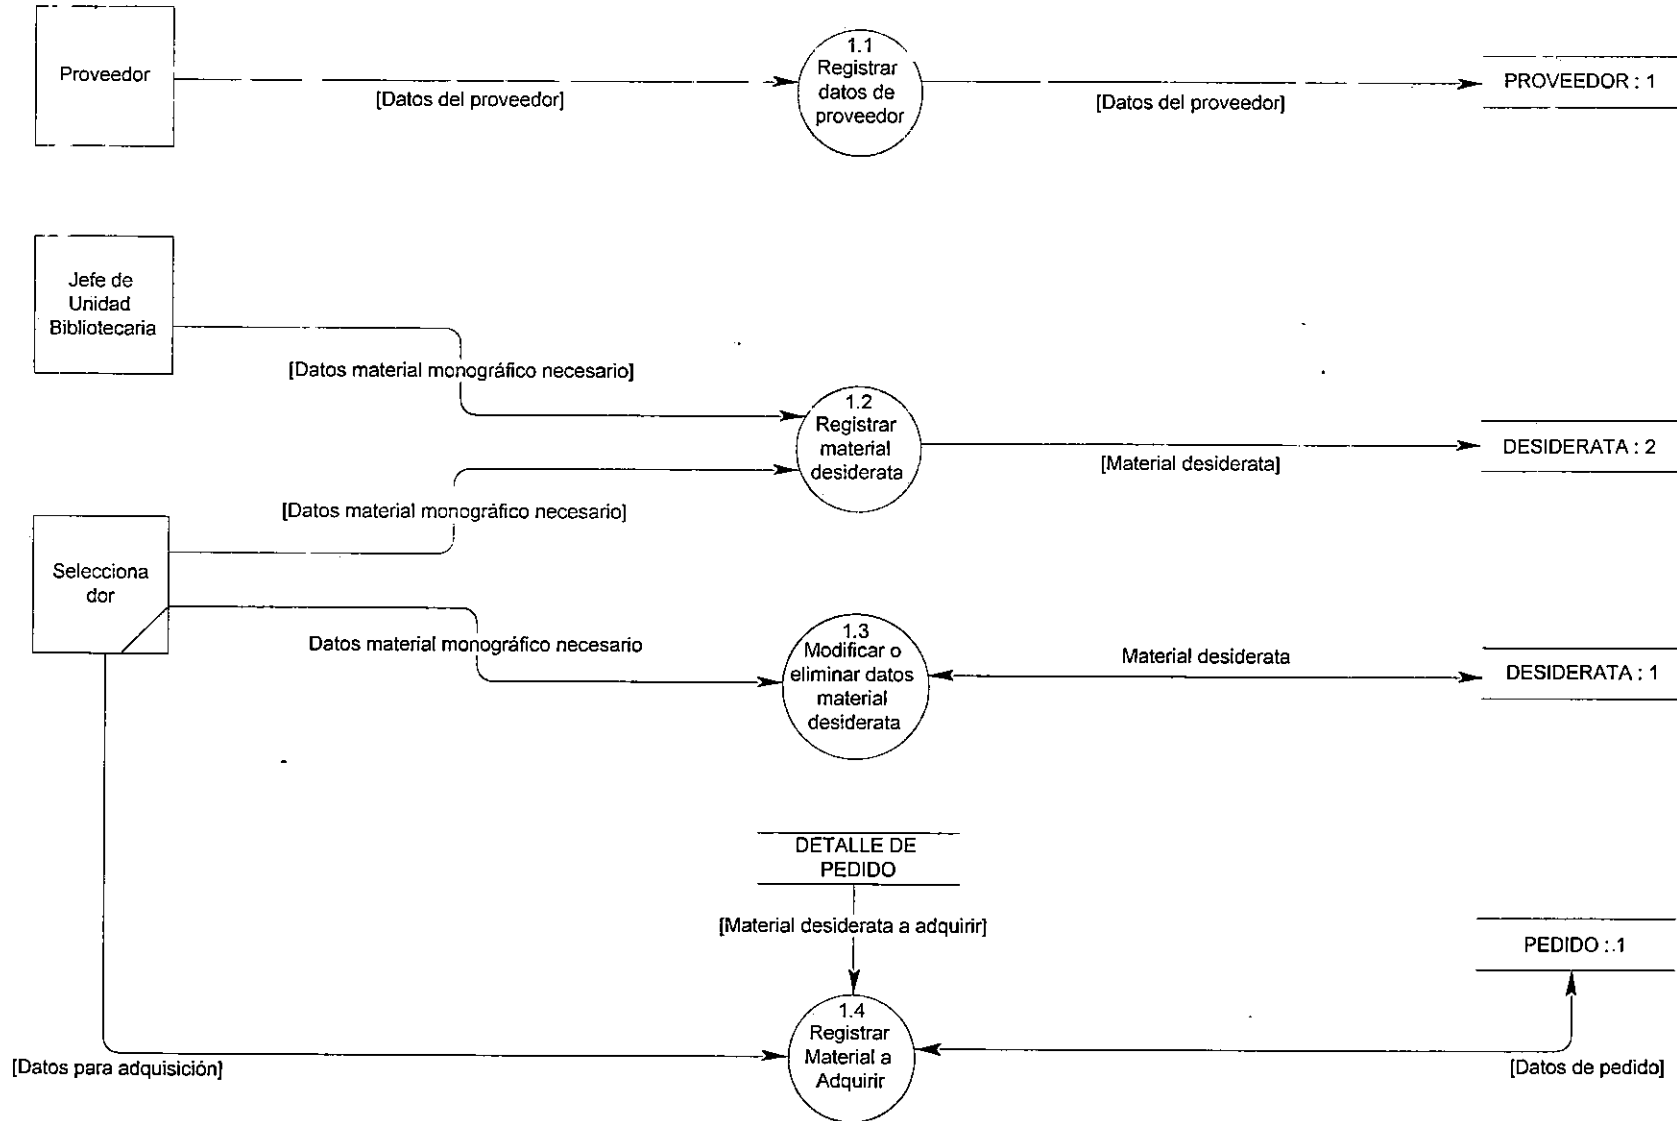 Proveedor
[Datos del proveedor]
1.1
Registrar
datos de
proveedor
[Datos del proveedor]
PROVEEDOR : 1
Jefe de
Unidad
Bibliotecaria
[Datos material monográfico necesario]
1.2
Registrar
material
desiderata
[Material desiderata]
DESIDERATA : 2
[Datos material monográfico necesario]
Selecciona
dor
Datos material monográfico necesario
1.3
Modificar o
eliminar datos
material
desiderata
Material desiderata
DESIDERATA : 1
DETALLE DE
PEDIDO
[Material desiderata a adquirir]
PEDIDO : 1
1.4
Registrar
Material a
Adquirir
[Datos para adquisición]
[Datos de pedido]